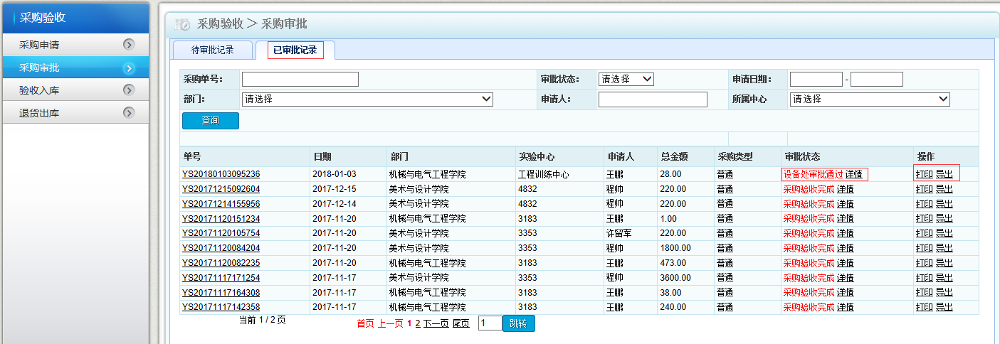 采购验收
采购申请
采购审批
验收入库
退货出库
采购验收 > 采购审批
待审批记录 已审批记录
采购单号： 审批状态： 请选择 申请日期： -
部门： 请选择 申请人： 所属中心 请选择
查询
单号 日期 部门 实验中心 申请人 总金额 采购类型 审批状态 操作
YS20180103095236 2018-01-03 机械与电气工程学院 工程训练中心 王鹏 28.00 普通 设备处审批通过 详情 打印 导出
YS20171215092604 2017-12-15 美术与设计学院 4832 程帅 220.00 普通 采购验收完成 详情 打印 导出
YS20171214155956 2017-12-14 美术与设计学院 4832 程帅 220.00 普通 采购验收完成 详情 打印 导出
YS20171120151234 2017-11-20 机械与电气工程学院 3183 王鹏 1.00 普通 采购验收完成 详情 打印 导出
YS20171120105754 2017-11-20 美术与设计学院 3353 许留军 220.00 普通 采购验收完成 详情 打印 导出
YS20171120084204 2017-11-20 美术与设计学院 3353 程帅 1800.00 普通 采购验收完成 详情 打印 导出
YS20171120082235 2017-11-20 机械与电气工程学院 3183 王鹏 473.00 普通 采购验收完成 详情 打印 导出
YS20171117171254 2017-11-17 美术与设计学院 3353 程帅 3600.00 普通 采购验收完成 详情 打印 导出
YS20171117164308 2017-11-17 机械与电气工程学院 3183 王鹏 38.00 普通 采购验收完成 详情 打印 导出
YS20171117142358 2017-11-17 机械与电气工程学院 3183 王鹏 240.00 普通 采购验收完成 详情 打印 导出
当前 1 / 2 页 首页 上一页 1 2 下一页 尾页 1 跳转